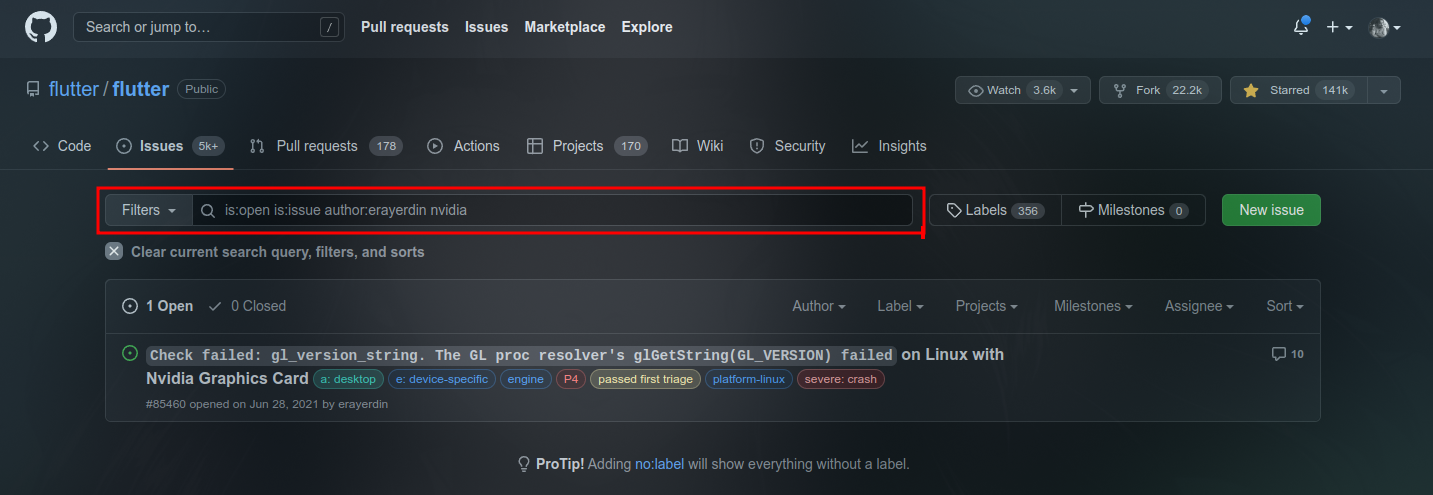 Search or jump to… / Pull requests Issues Marketplace Explore
flutter / flutter Public Watch 3.6k Fork 22.2k Starred 141k
Code Issues 5k+ Pull requests 178 Actions Projects 170 Wiki Security Insights
Filters is:open is:issue author:erayerdin nvidia Labels 356 Milestones 0 New issue
Clear current search query, filters, and sorts
1 Open 0 Closed Author Label Projects Milestones Assignee Sort
Check failed: gl_version_string. The GL proc resolver's glGetString(GL_VERSION) failed on Linux with 10
Nvidia Graphics Card a: desktop e: device-specific engine P4 passed first triage platform-linux severe: crash
#85460 opened on Jun 28, 2021 by erayerdin
ProTip! Adding no:label will show everything without a label.